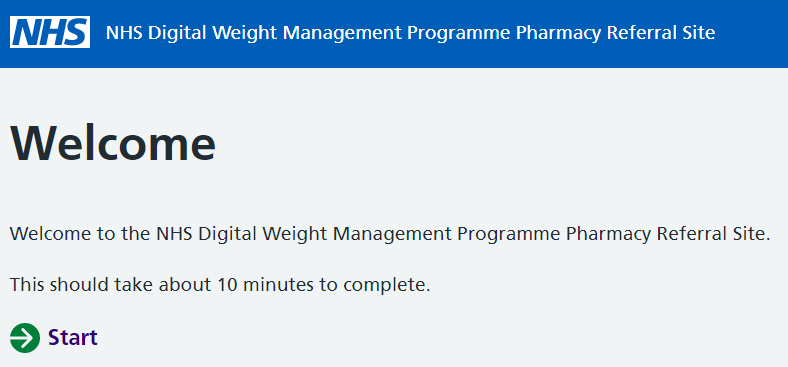 NHS NHS Digital Weight Management Programme Pharmacy Referral Site
Welcome
Welcome to the NHS Digital Weight Management Programme Pharmacy Referral Site.
This should take about 10 minutes to complete.
Start